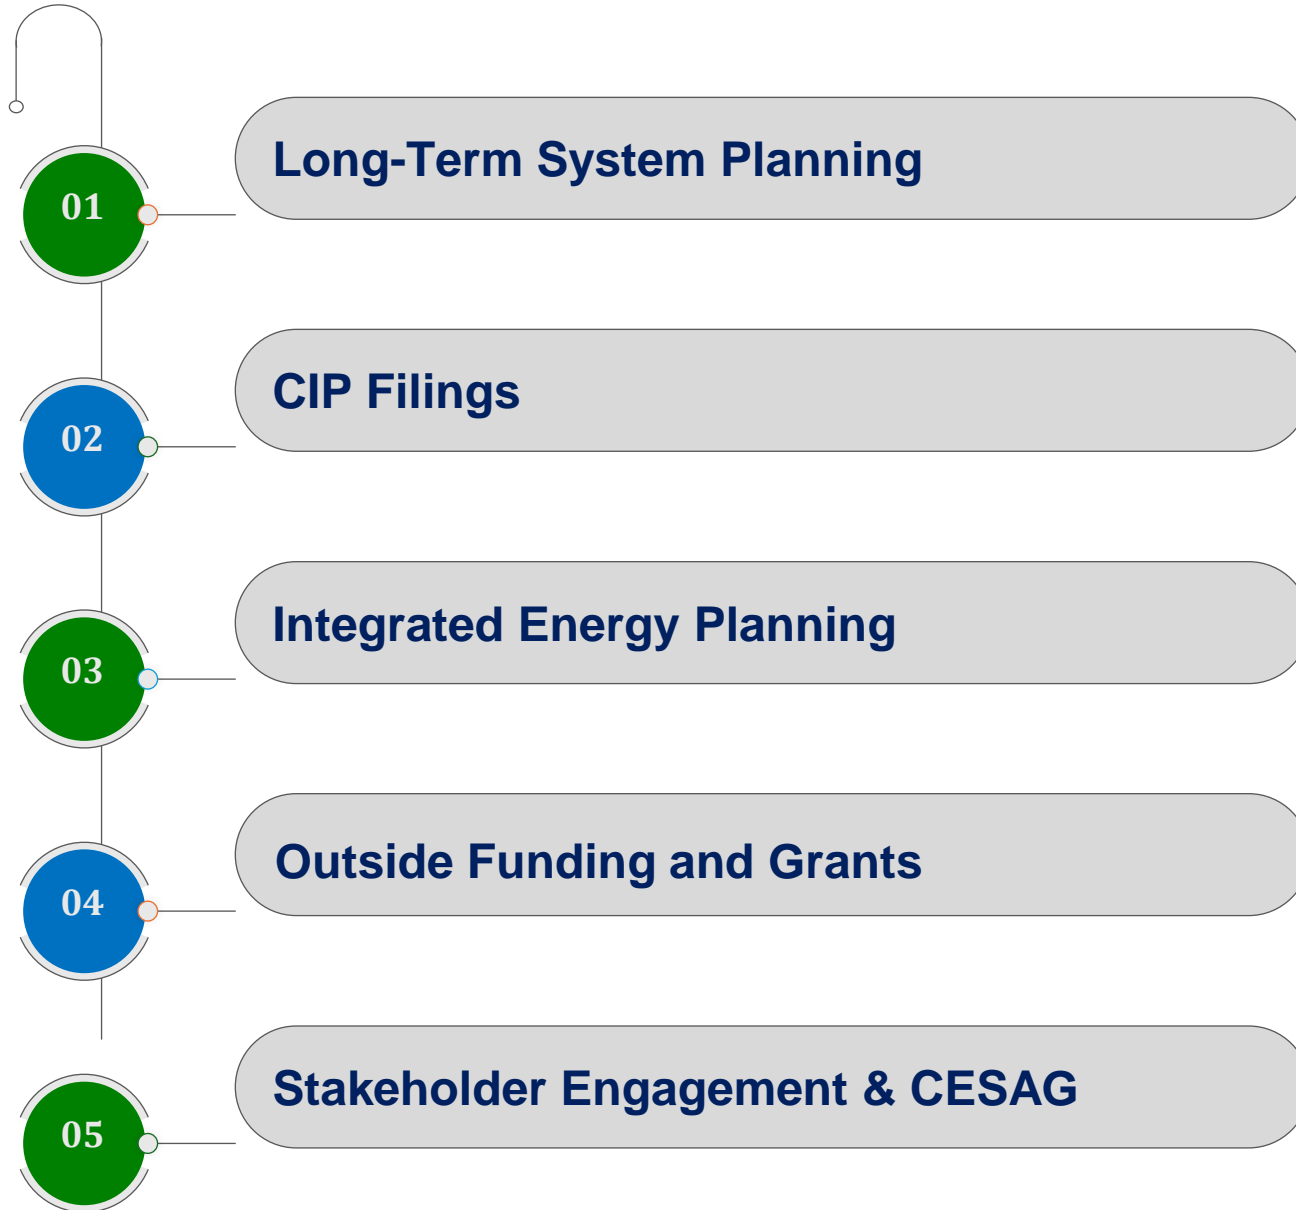 01
Long-Term System Planning
02
CIP Filings
03
Integrated Energy Planning
04
Outside Funding and Grants
05
Stakeholder Engagement & CESAG